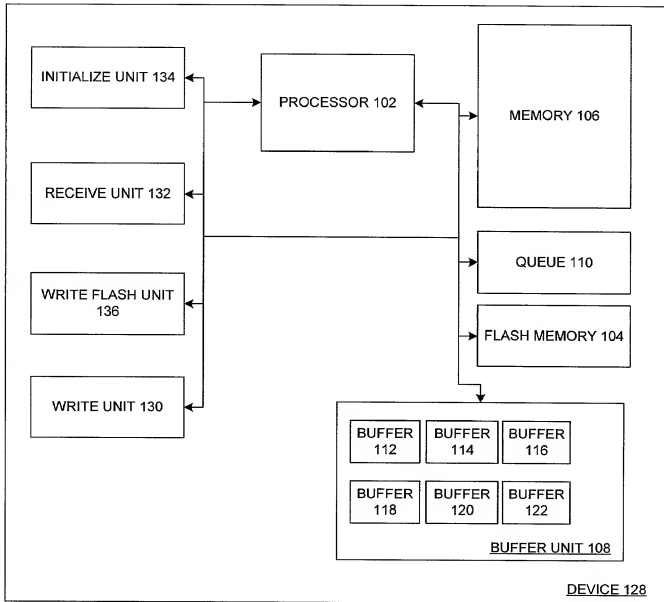 INITIALIZE UNIT 134
PROCESSOR 102
MEMORY 106
RECEIVE UNIT 132
QUEUE 110
WRITE FLASH UNIT
136
FLASH MEMORY 104
WRITE UNIT 130
BUFFER
112
BUFFER
114
BUFFER
116
BUFFER
118
BUFFER
120
BUFFER
122
BUFFER UNIT 108
DEVICE 128